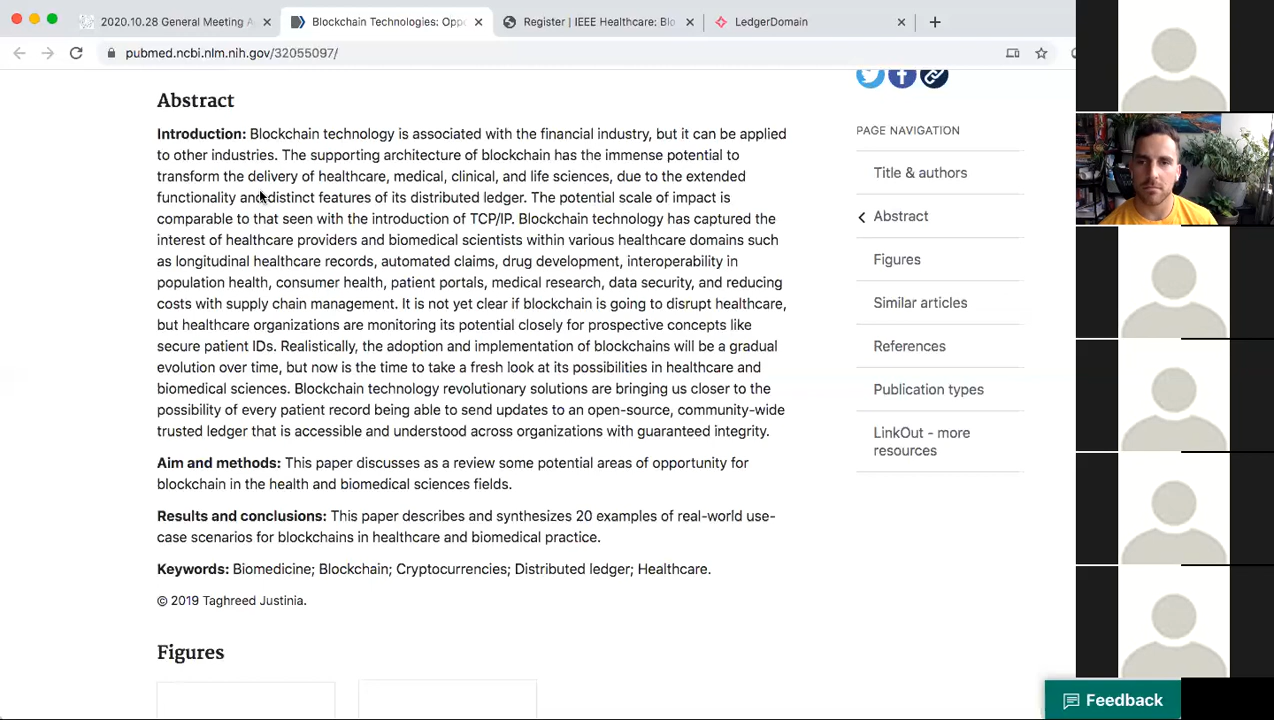 2020.10.28 General Meeting A
Blockchain Technologies: Oppo
Register | IEEE Healthcare: Blo
LedgerDomain
pubmed.ncbi.nlm.nih.gov/32055097/
Abstract
Introduction: Blockchain technology is associated with the financial industry, but it can be applied
to other industries. The supporting architecture of blockchain has the immense potential to
transform the delivery of healthcare, medical, clinical, and life sciences, due to the extended
functionality and distinct features of its distributed ledger. The potential scale of impact is
comparable to that seen with the introduction of TCP/IP. Blockchain technology has captured the
interest of healthcare providers and biomedical scientists within various healthcare domains such
as longitudinal healthcare records, automated claims, drug development, interoperability in
population health, consumer health, patient portals, medical research, data security, and reducing
costs with supply chain management. It is not yet clear if blockchain is going to disrupt healthcare,
but healthcare organizations are monitoring its potential closely for prospective concepts like
secure patient IDs. Realistically, the adoption and implementation of blockchains will be a gradual
evolution over time, but now is the time to take a fresh look at its possibilities in healthcare and
biomedical sciences. Blockchain technology revolutionary solutions are bringing us closer to the
possibility of every patient record being able to send updates to an open-source, community-wide
trusted ledger that is accessible and understood across organizations with guaranteed integrity.
Aim and methods: This paper discusses as a review some potential areas of opportunity for
blockchain in the health and biomedical sciences fields.
Results and conclusions: This paper describes and synthesizes 20 examples of real-world use-
case scenarios for blockchains in healthcare and biomedical practice.
Keywords: Biomedicine; Blockchain; Cryptocurrencies; Distributed ledger; Healthcare.
© 2019 Taghreed Justinia.
Figures
PAGE NAVIGATION
Title & authors
Abstract
Figures
Similar articles
References
Publication types
LinkOut - more
resources
Feedback